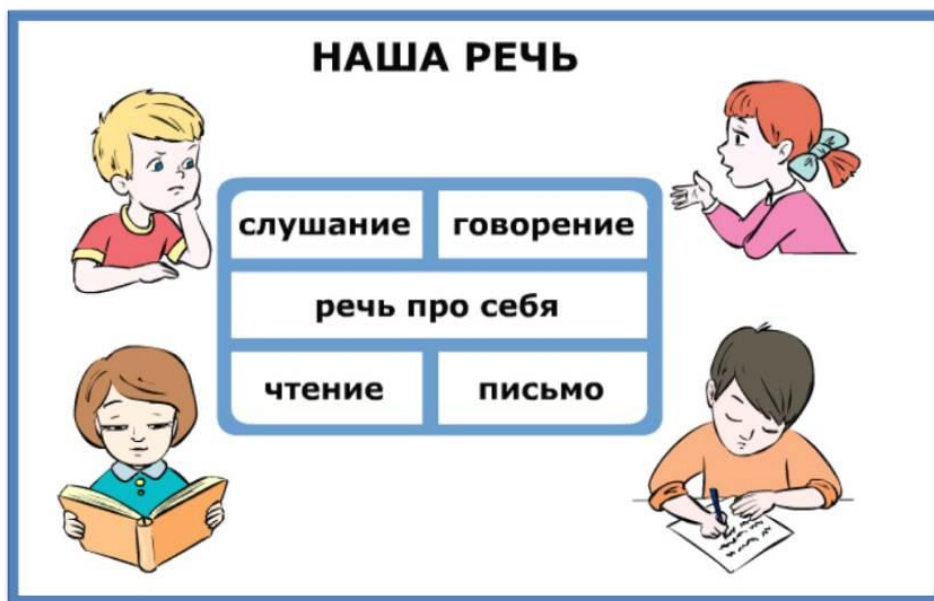 НАША РЕЧЬ
слушание говорение
речь про себя
чтение письмо